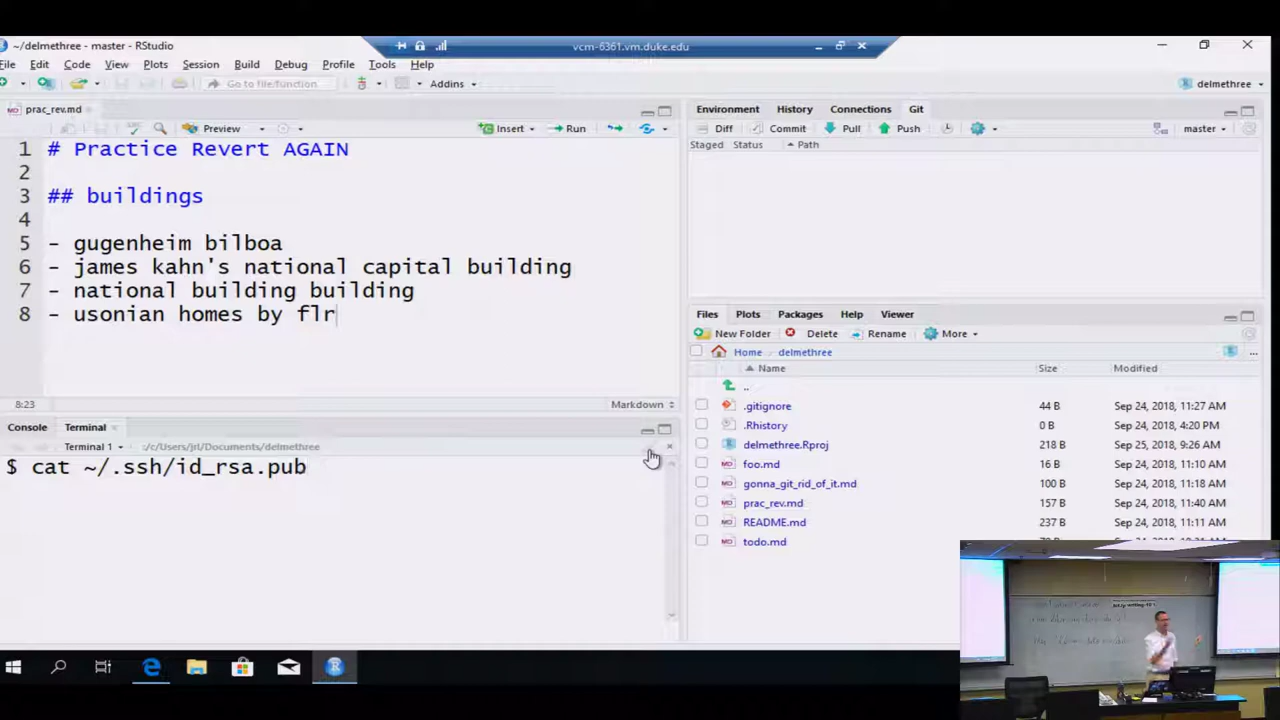 ~/delmethree - master - RStudio
vcm-6361.vm.duke.edu
File Edit Code View Plots Session Build Debug Profile Tools Help
Go to file/function
Addins
delmethree
prac_rev.md
Preview
Insert
Run
1 # Practice Revert AGAIN
2
3 ## buildings
4
5 - gugenheim bilboa
6 - james kahn's national capital building
7 - national building building
8 - usonian homes by flr
8:23
Markdown
Console Terminal
Terminal 1
:/c/Users/jrl/Documents/delmethree
$ cat ~/.ssh/id_rsa.pub
Environment History Connections Git
Diff Commit Pull Push
master
Staged Status Path
Files Plots Packages Help Viewer
New Folder Delete Rename More
Home delmethree
...
Name Size Modified
..
.gitignore 44 B Sep 24, 2018, 11:27 AM
.Rhistory 0 B Sep 24, 2018, 4:20 PM
delmethree.Rproj 218 B Sep 25, 2018, 9:26 AM
foo.md 16 B Sep 24, 2018, 11:10 AM
gonna_git_rid_of_it.md 100 B Sep 24, 2018, 11:18 AM
prac_rev.md 157 B Sep 24, 2018, 11:40 AM
README.md 237 B Sep 24, 2018, 11:11 AM
todo.md